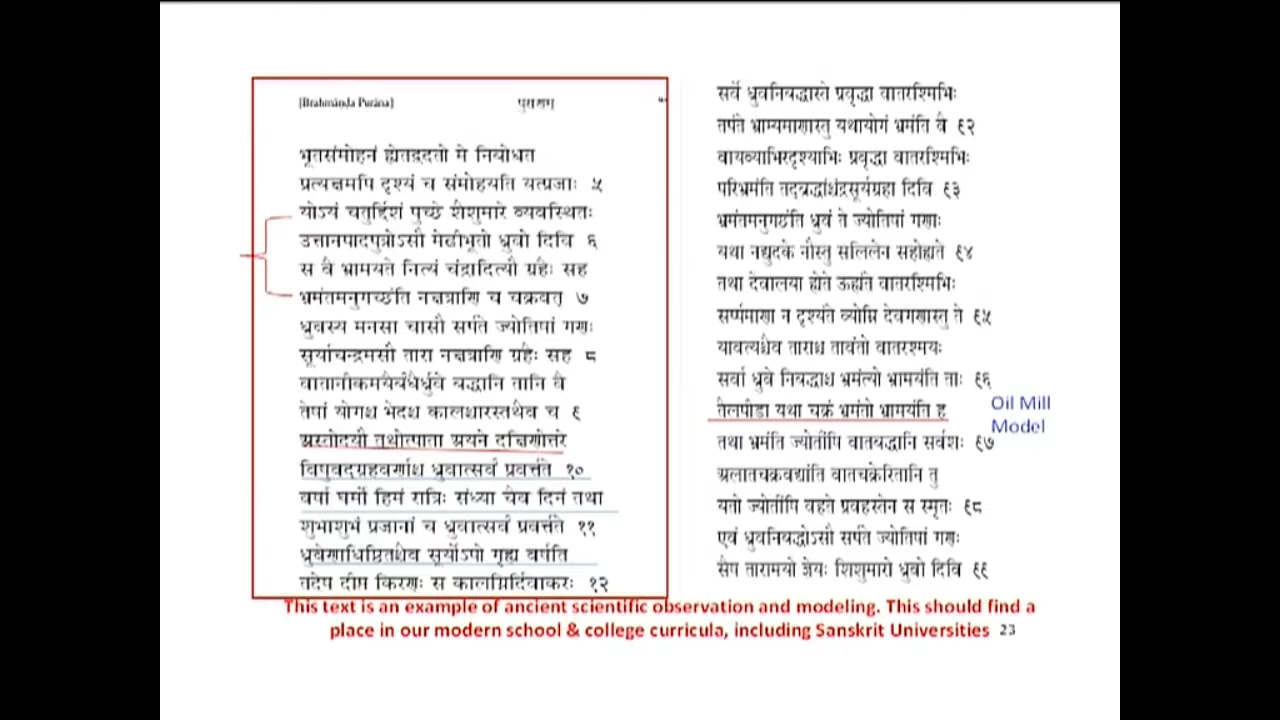 [Brahmāṇḍa Purāṇa] पुराणम्
भूतसंमोहनं ह्येतद्वदतो मे निबोधत
प्रत्यक्षमपि दृश्यं च संमोहयति यत्प्रजाः ५
योऽयं चतुर्द्दिशं पुच्छे शैशुमारे व्यवस्थितः
उत्तानपादपुत्रोऽसौ मेढीभूतो ध्रुवो दिवि ६
स वै भ्रामयते नित्यं चंद्रादित्यौ ग्रहैः सह
भ्रमंतमनुगच्छंति नक्षत्राणि च चक्रवत् ७
ध्रुवस्य मनसा चासौ सर्पते ज्योतिषां गणः
सूर्याचन्द्रमसौ तारा नक्षत्राणि ग्रहैः सह ८
वातानीकमयैर्बंधैर्ध्रुवे बद्धानि तानि वै
तेषां योगश्च भेदश्च कालश्चारस्तथैव च ९
अस्तोदयौ तथोत्पाता अयने दक्षिणोत्तरे
विषुवद्ग्रहवर्णाश्च ध्रुवात्सर्वं प्रवर्त्तते १०
वर्षा घर्मो हिमं रात्रिः संध्या चैव दिनं तथा
शुभाशुभं प्रजानां च ध्रुवात्सर्वं प्रवर्त्तते ११
ध्रुवेणाधिष्ठितश्चैव सूर्योऽपो गृह्य वर्षति
तदेष दीप्त किरणः स कालाग्निर्दिवाकरः १२
सर्वे ध्रुवनिबद्धास्ते प्रवृद्धा वातरश्मिभिः
तपंते भ्राम्यमाणास्तु यथायोगं भ्रमंति वै ६२
वायव्याभिरदृश्याभिः प्रवृद्धा वातरश्मिभिः
परिभ्रमंति तद्बद्धाश्चंद्रसूर्यग्रहा दिवि ६३
भ्रमंतमनुगछंति ध्रुवं ते ज्योतिषां गणाः
यथा नद्युदके नौस्तु सलिलेन सहोह्यते ६४
तथा देवालया ह्येते ऊह्यंते वातरश्मिभिः
सर्प्पमाणा न दृश्यंते व्योम्नि देवगणास्तु ते ६५
यावत्यश्चैव ताराश्च तावंतो वातरश्मयः
सर्वा ध्रुवे निबद्धाश्च भ्रमंत्यो भ्रामयंति ताः ६६
तैलपीडा यथा चक्रं भ्रमंतो भ्रामयंति ह
Oil Mill
Model
तथा भ्रमंति ज्योतींषि वातबद्धानि सर्वशः ६७
अलातचक्रवद्यांति वातचक्रेरितानि तु
यतो ज्योतींषि वहते प्रवहस्तेन स स्मृतः ६८
एवं ध्रुवनिबद्धोऽसौ सर्पते ज्योतिषां गणः
सैष तारामयो ज्ञेयः शिशुमारो ध्रुवो दिवि ६९
This text is an example of ancient scientific observation and modeling. This should find a
place in our modern school & college curricula, including Sanskrit Universities 23